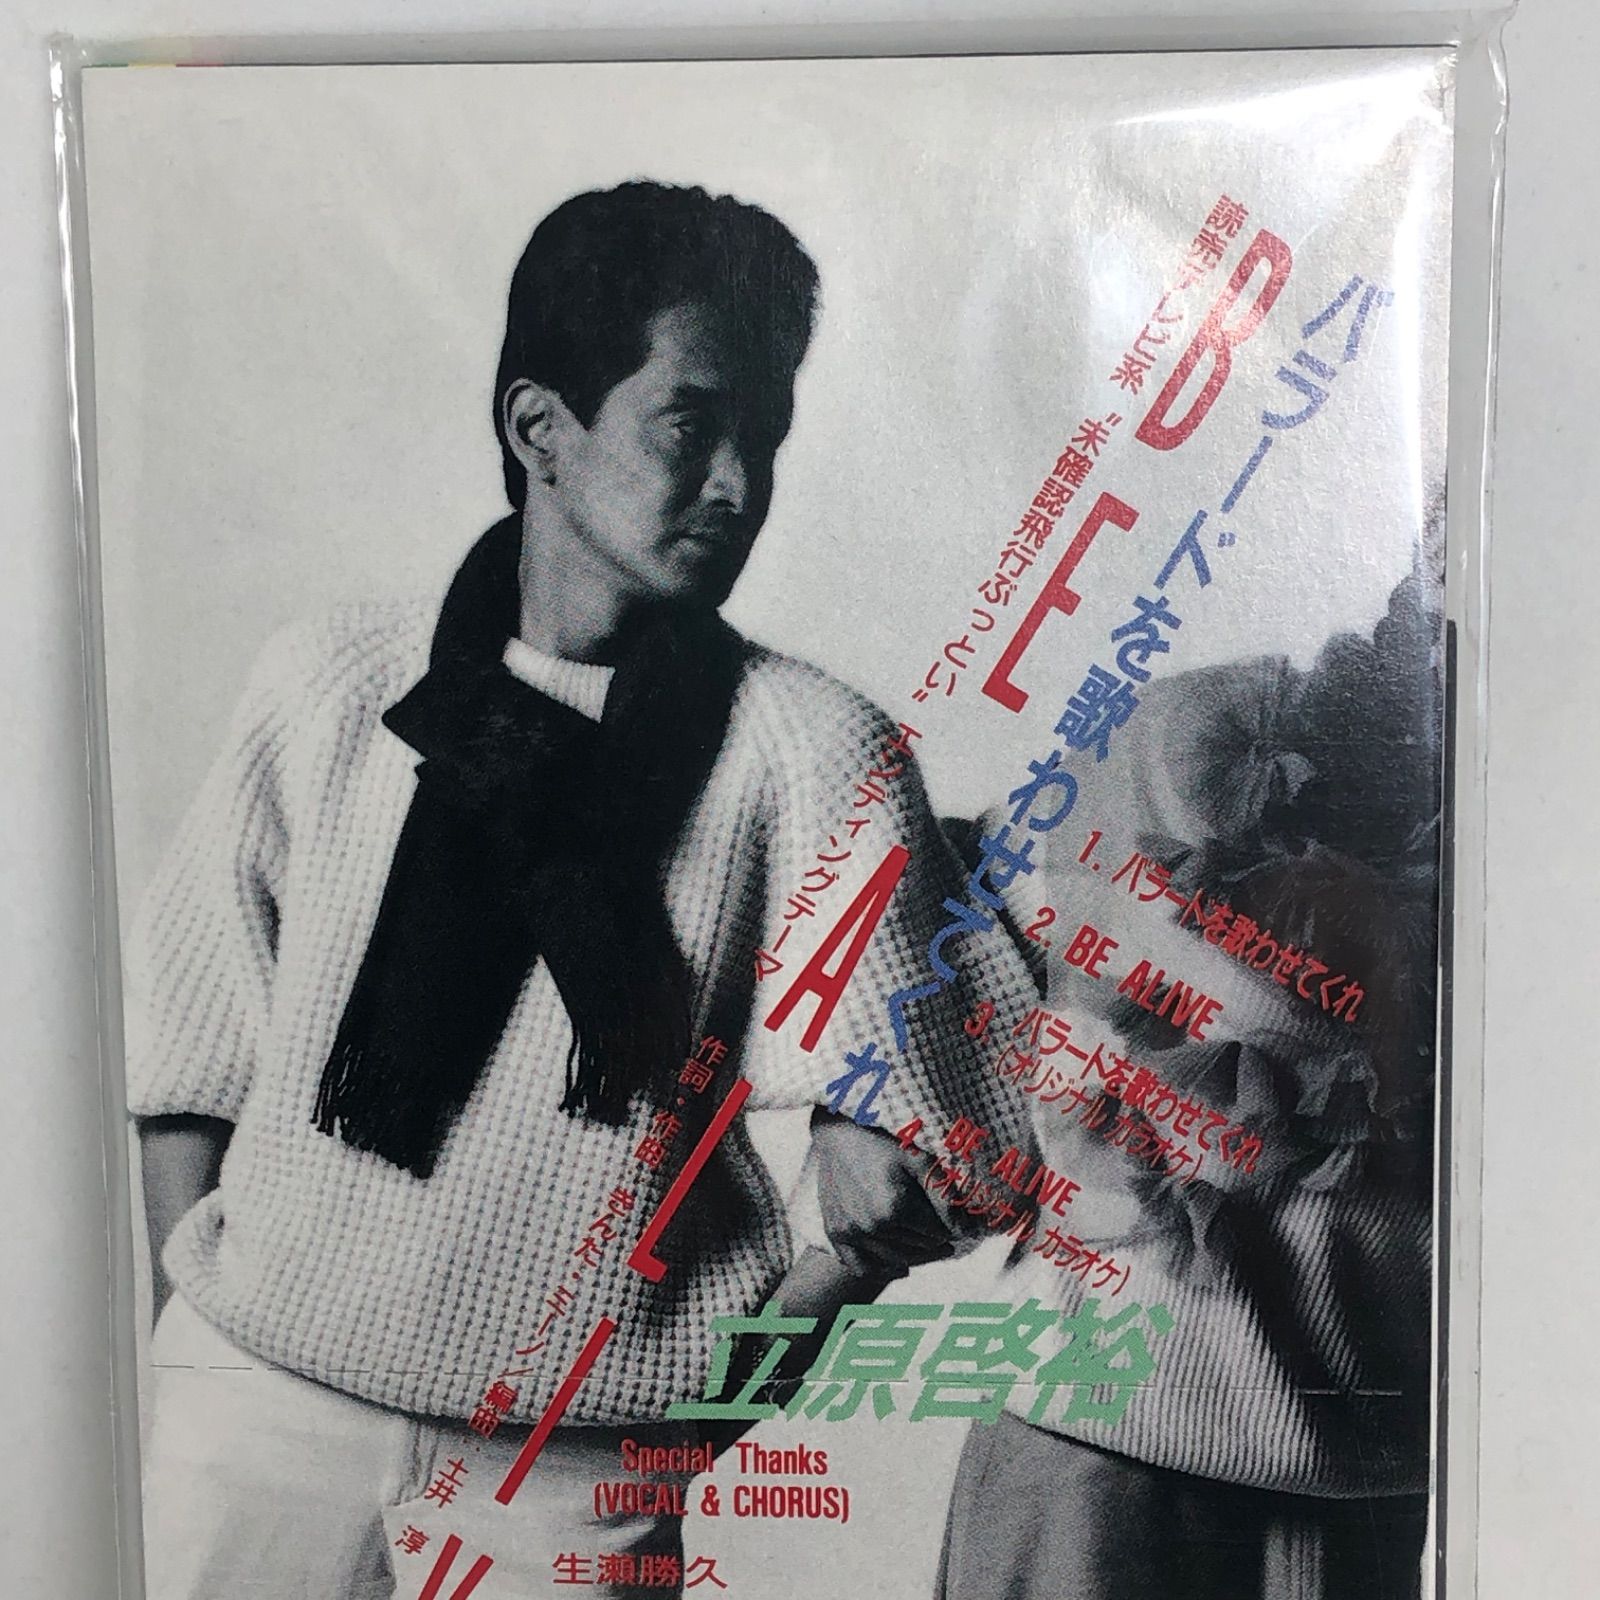 バラードを歌わせてくれ
BE ALIV
読売テレビ系 “未確認飛行ぶっとい” エンディングテーマ
作詞・作曲:きんた・ミーノ/編曲:土井 淳
1. バラードを歌わせてくれ
2. BE ALIVE
3. バラードを歌わせてくれ
(オリジナル カラオケ)
4. BE ALIVE
(オリジナル カラオケ)
立原啓裕
Special Thanks
(VOCAL & CHORUS)
生瀬勝久